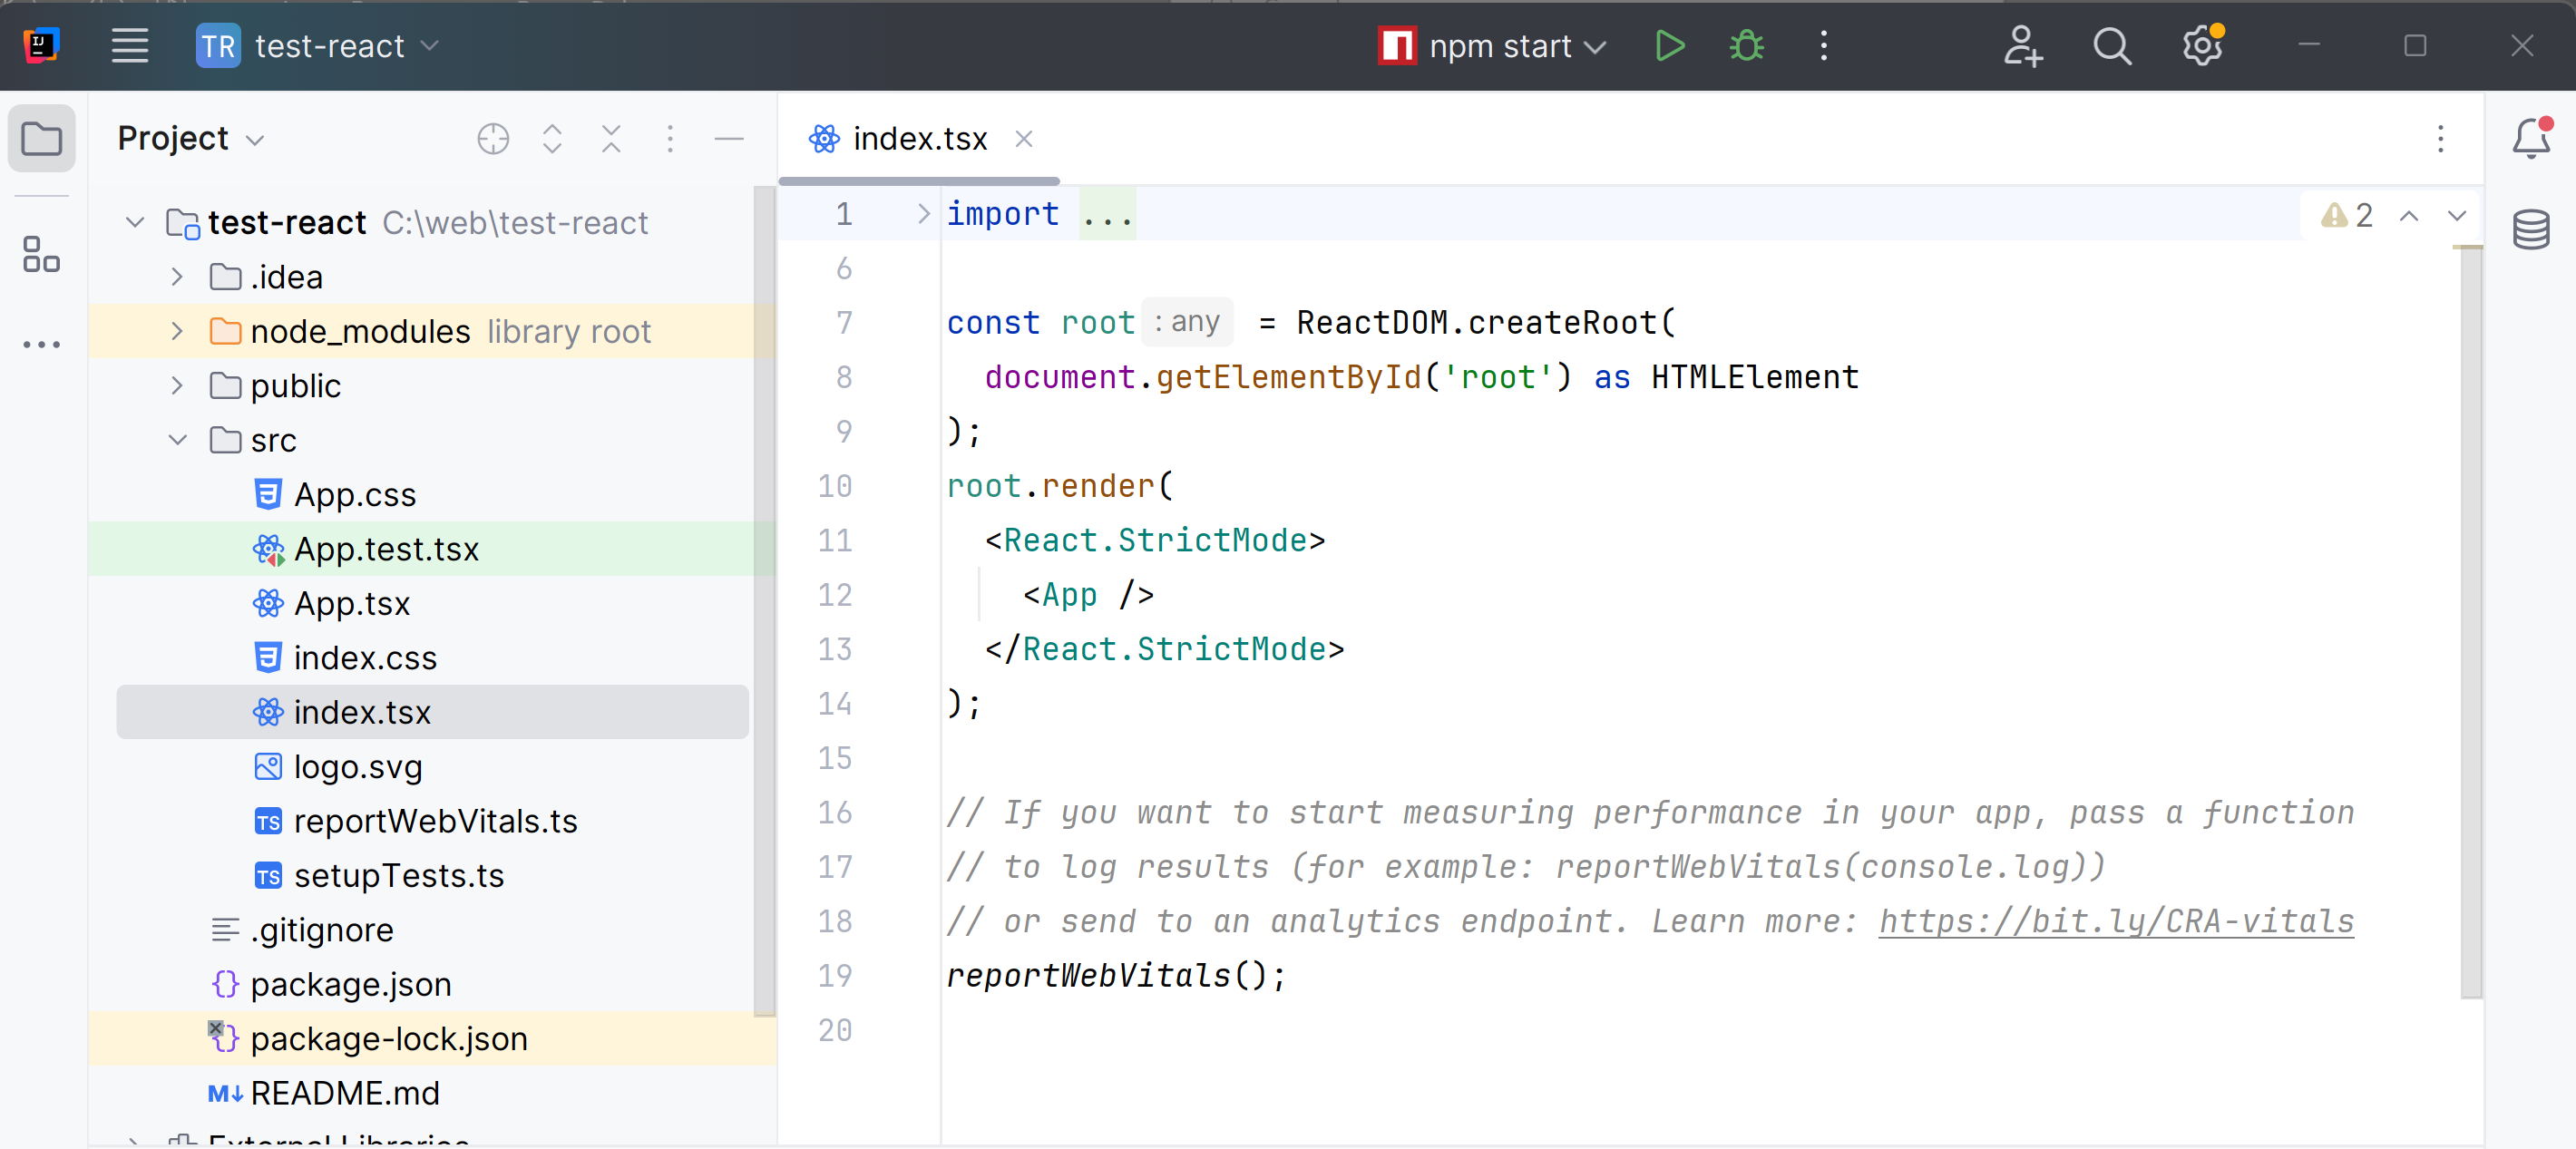 TR test-react
npm start
Project
index.tsx
test-react C:\web\test-react
.idea
node_modules library root
public
src
App.css
App.test.tsx
App.tsx
index.css
index.tsx
logo.svg
TS reportWebVitals.ts
TS setupTests.ts
.gitignore
{} package.json
{} package-lock.json
M↓ README.md
External Libraries
1 import ...
2
6
7 const root : any = ReactDOM.createRoot(
8 document.getElementById('root') as HTMLElement
9 );
10 root.render(
11 <React.StrictMode>
12 <App />
13 </React.StrictMode>
14 );
15
16 // If you want to start measuring performance in your app, pass a function
17 // to log results (for example: reportWebVitals(console.log))
18 // or send to an analytics endpoint. Learn more: https://bit.ly/CRA-vitals
19 reportWebVitals();
20